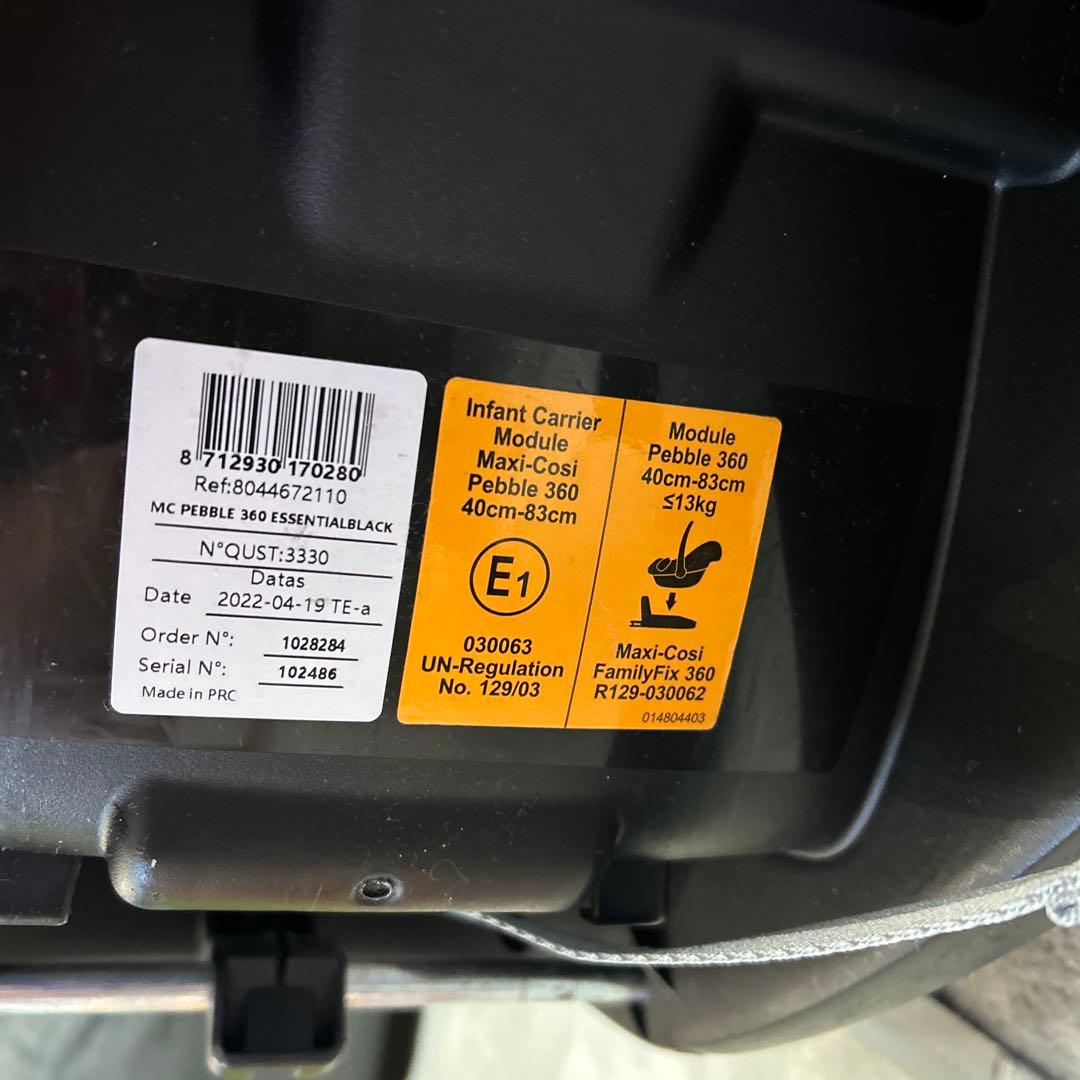 8 712930 170280
Ref:8044672110
MC PEBBLE 360 ESSENTIALBLACK
N°QUST:3330
Datas
Date 2022-04-19 TE-a
Order N°: 1028284
Serial N°: 102486
Made in PRC
Infant Carrier
Module
Maxi-Cosi
Pebble 360
40cm-83cm
E1
030063
UN-Regulation
No. 129/03
Module
Pebble 360
40cm-83cm
≤13kg
Maxi-Cosi
FamilyFix 360
R129-030062
014804403